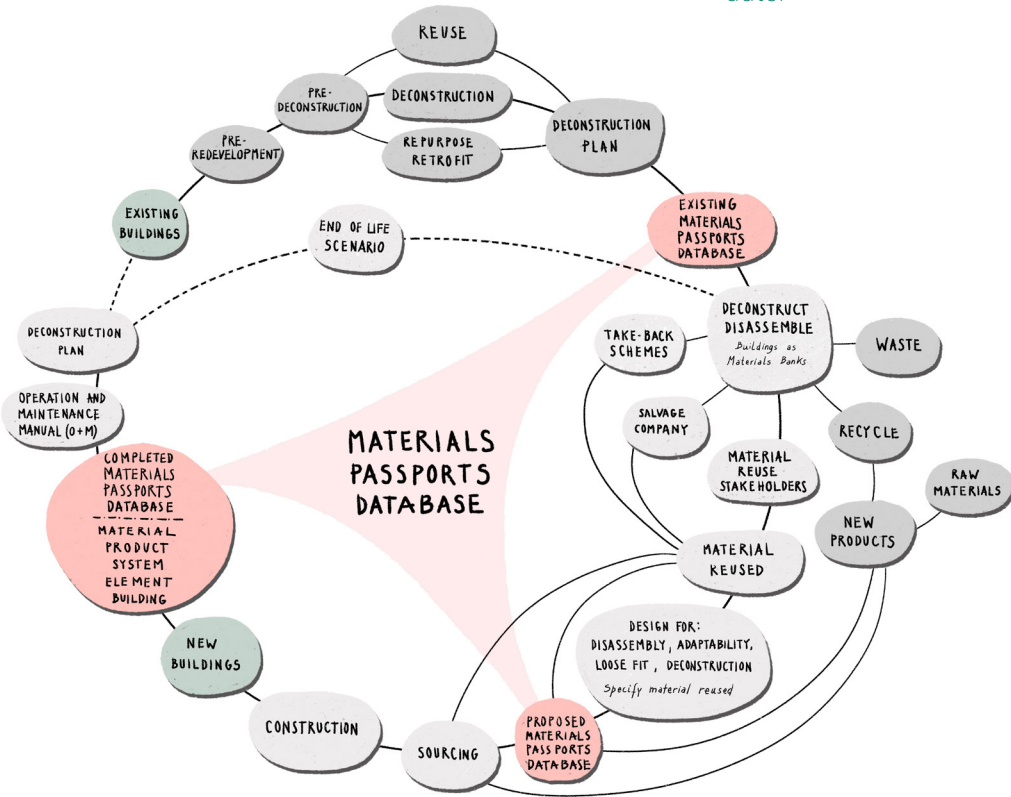 REUSE
PRE-
DECONSTRUCTION
DECONSTRUCTION
REPURPOSE
RETROFIT
DECONSTRUCTION
PLAN
PRE-
REDEVELOPMENT
EXISTING
BUILDINGS
END OF LIFE
SCENARIO
EXISTING
MATERIALS
PASSPORTS
DATABASE
DECONSTRUCT
DISASSEMBLE
Buildings as
Materials Banks
TAKE-BACK
SCHEMES
WASTE
SALVAGE
COMPANY
RECYCLE
MATERIAL
REUSE
STAKEHOLDERS
RAW
MATERIALS
NEW
PRODUCTS
MATERIAL
REUSED
DESIGN FOR:
DISASSEMBLY, ADAPTABILITY,
LOOSE FIT, DECONSTRUCTION
Specify material reused
PROPOSED
MATERIALS
PASSPORTS
DATABASE
SOURCING
CONSTRUCTION
NEW
BUILDINGS
COMPLETED
MATERIALS
PASSPORTS
DATABASE
MATERIAL
PRODUCT
SYSTEM
ELEMENT
BUILDING
OPERATION AND
MAINTENANCE
MANUAL (O+M)
DECONSTRUCTION
PLAN
MATERIALS
PASSPORTS
DATABASE